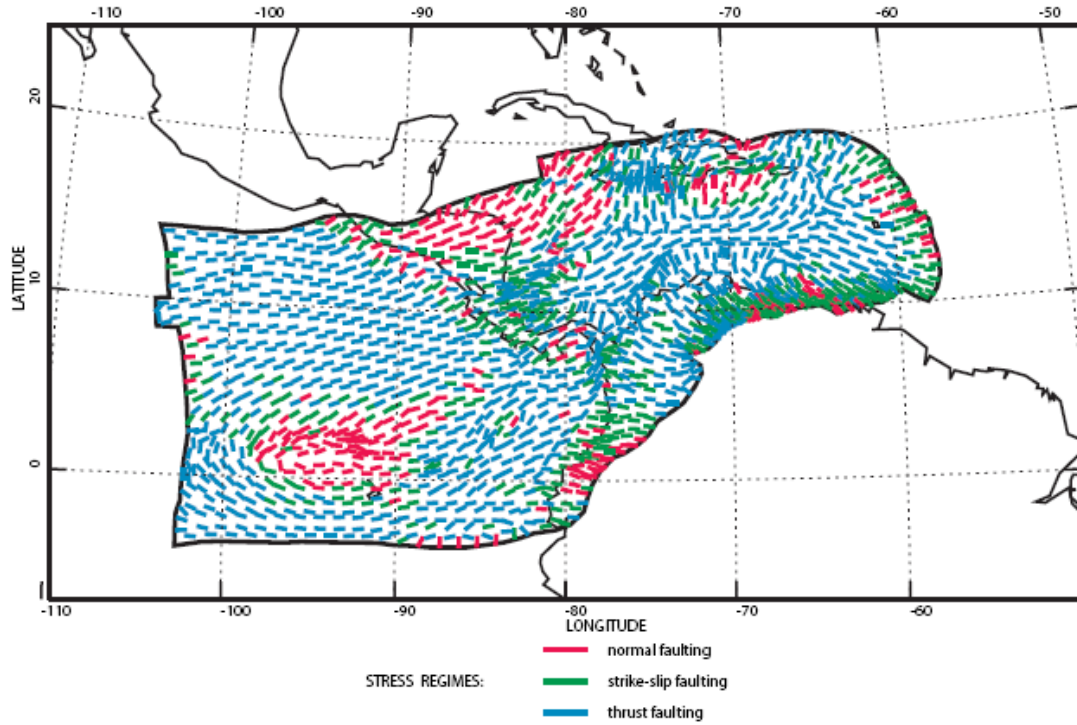 -110 -100 -90 -80 -70 -60 -50
20
LATITUDE
10
0
-110 -100 -90 -80 -70 -60
LONGITUDE
normal faulting
STRESS REGIMES: strike-slip faulting
thrust faulting